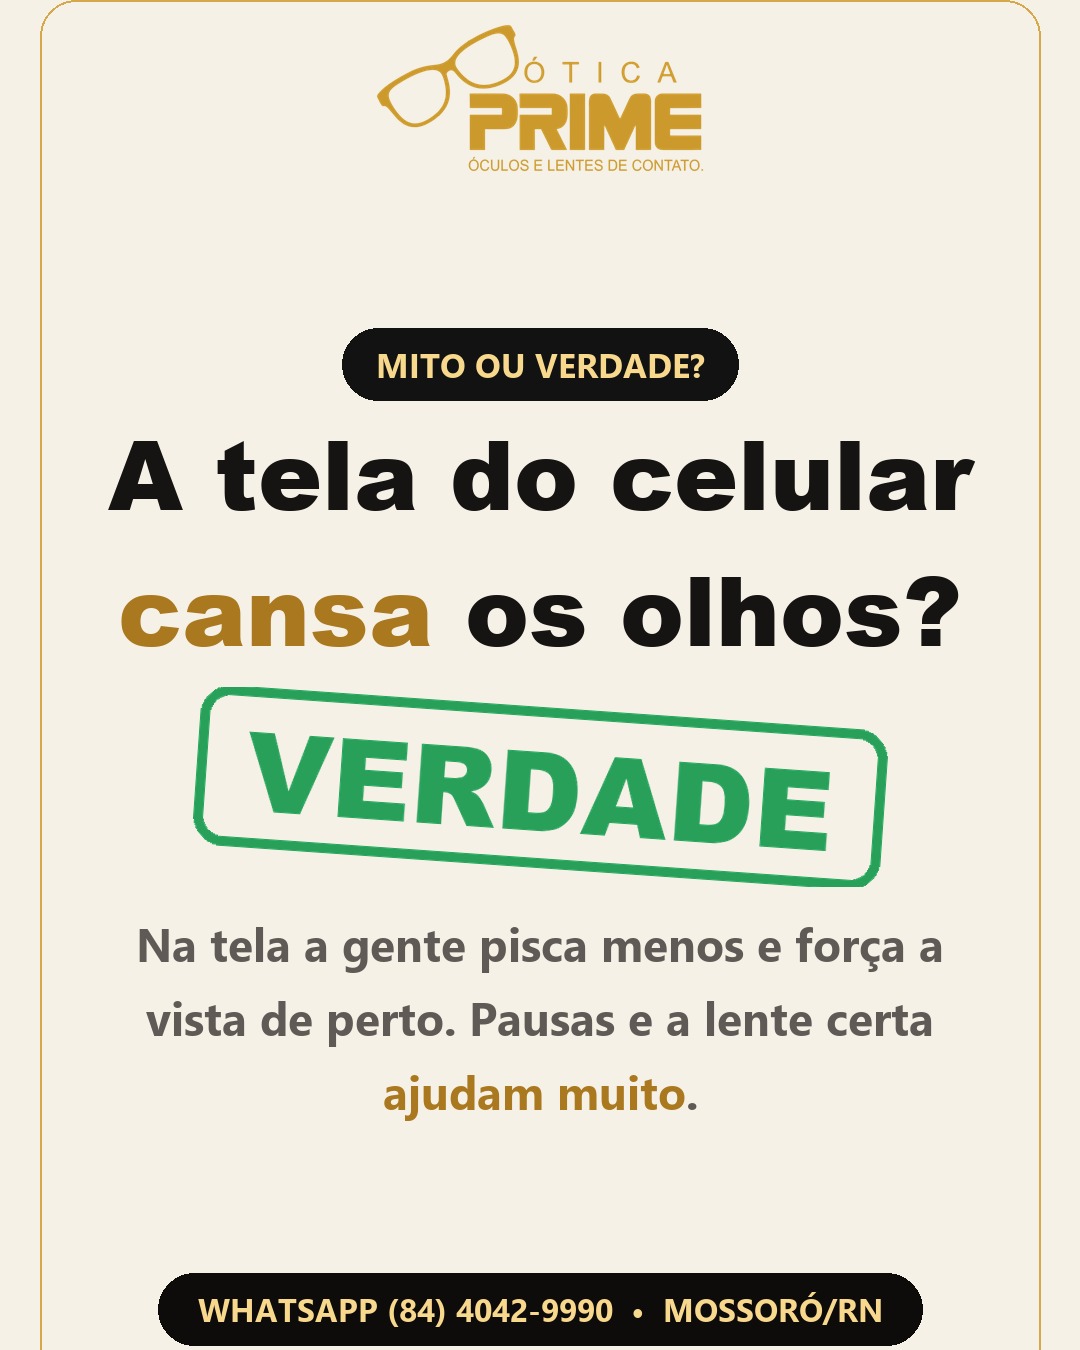 ÓTICA
PRIME
ÓCULOS E LENTES DE CONTATO.
MITO OU VERDADE?
A tela do celular
cansa os olhos?
VERDADE
Na tela a gente pisca menos e força a
vista de perto. Pausas e a lente certa
ajudam muito.
WHATSAPP (84) 4042-9990 • MOSSORÓ/RN